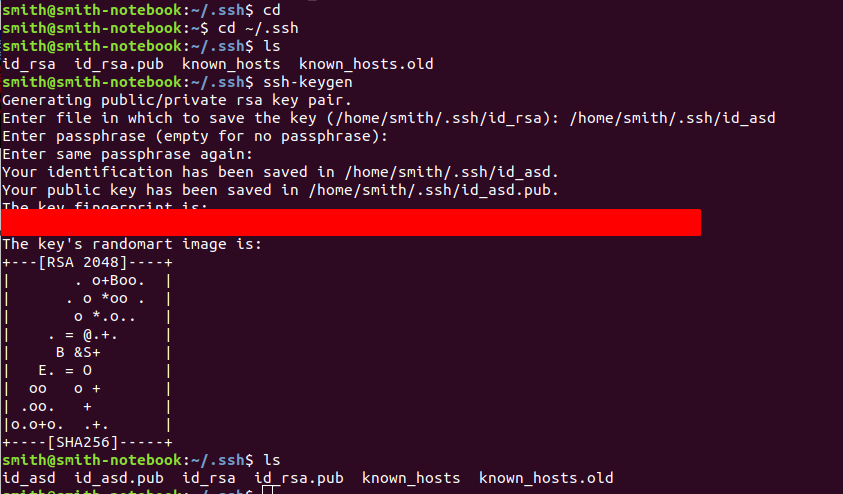 smith@smith-notebook:~/.ssh$ cd
smith@smith-notebook:~$ cd ~/.ssh
smith@smith-notebook:~/.ssh$ ls
id_rsa  id_rsa.pub  known_hosts  known_hosts.old
smith@smith-notebook:~/.ssh$ ssh-keygen
Generating public/private rsa key pair.
Enter file in which to save the key (/home/smith/.ssh/id_rsa): /home/smith/.ssh/id_asd
Enter passphrase (empty for no passphrase):
Enter same passphrase again:
Your identification has been saved in /home/smith/.ssh/id_asd.
Your public key has been saved in /home/smith/.ssh/id_asd.pub.
The key fingerprint is:
The key's randomart image is:
+---[RSA 2048]----+
|        . o+Boo. |
|       . o *oo . |
|        o *.o..  |
|     . = @.+.    |
|      B &S+      |
|    E. = O       |
|   oo   o +      |
|  .oo.   +       |
|o.o+o.  .+.      |
+----[SHA256]-----+
smith@smith-notebook:~/.ssh$ ls
id_asd  id_asd.pub  id_rsa  id_rsa.pub  known_hosts  known_hosts.old
smith@smith-notebook:~/.ssh$